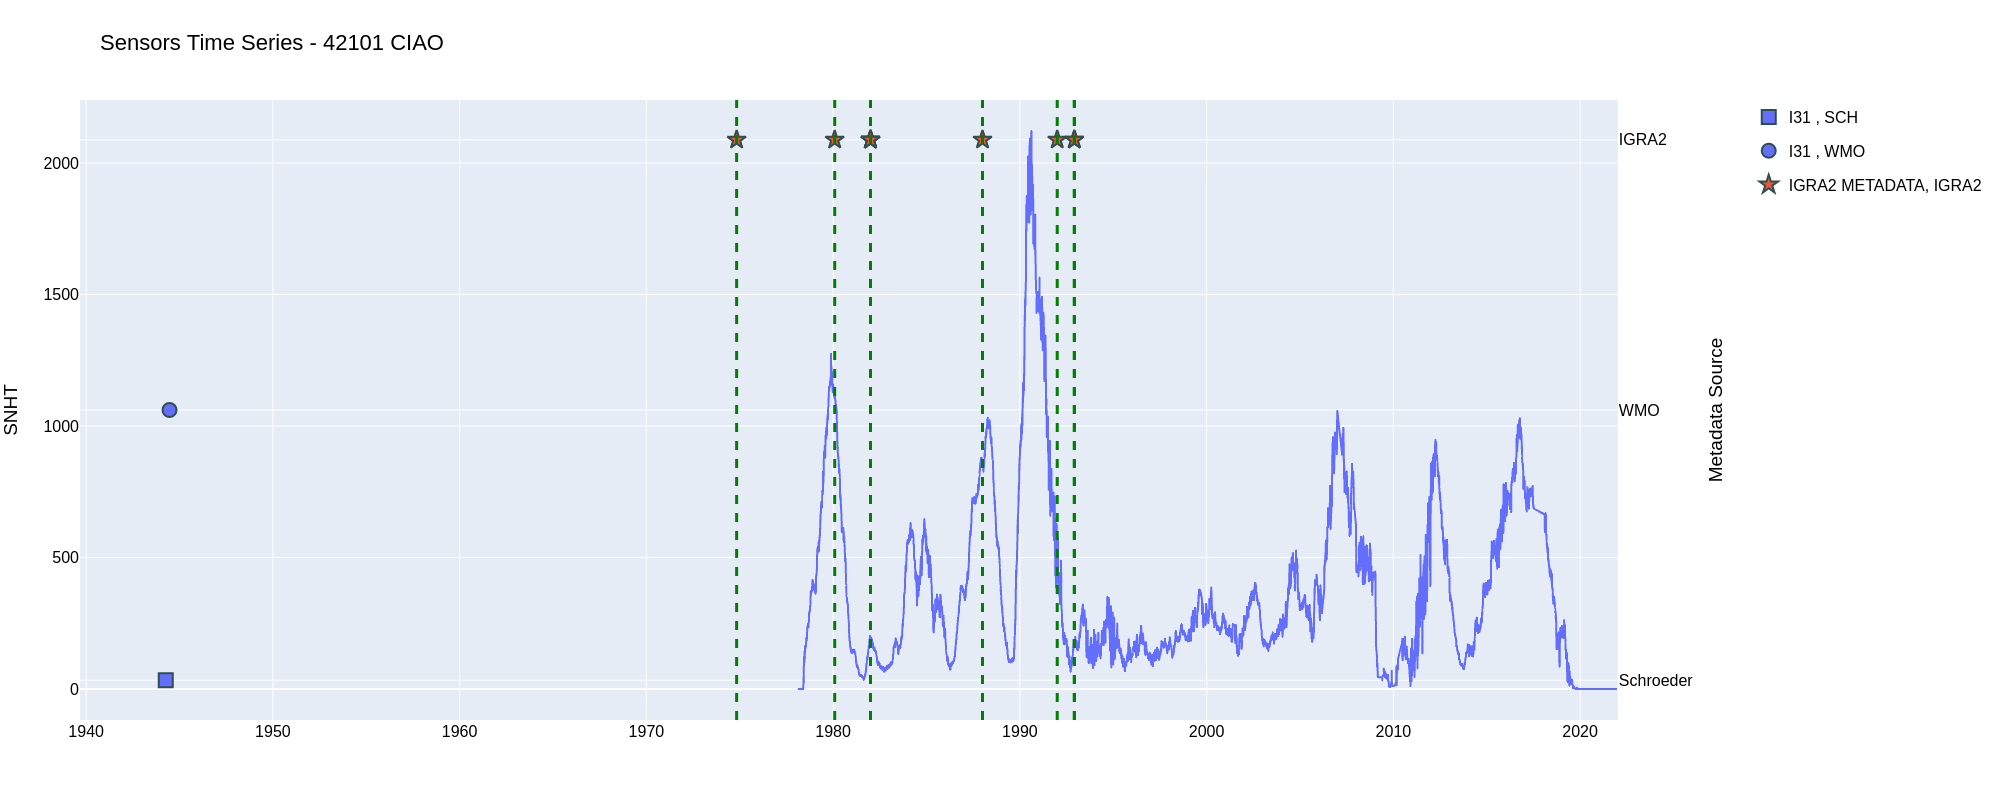 Sensors Time Series - 42101 CIAO
I31 , SCH
I31 , WMO
IGRA2 METADATA, IGRA2
SNHT
2000
1500
1000
500
0
IGRA2
WMO
Schroeder
Metadata Source
1940 1950 1960 1970 1980 1990 2000 2010 2020